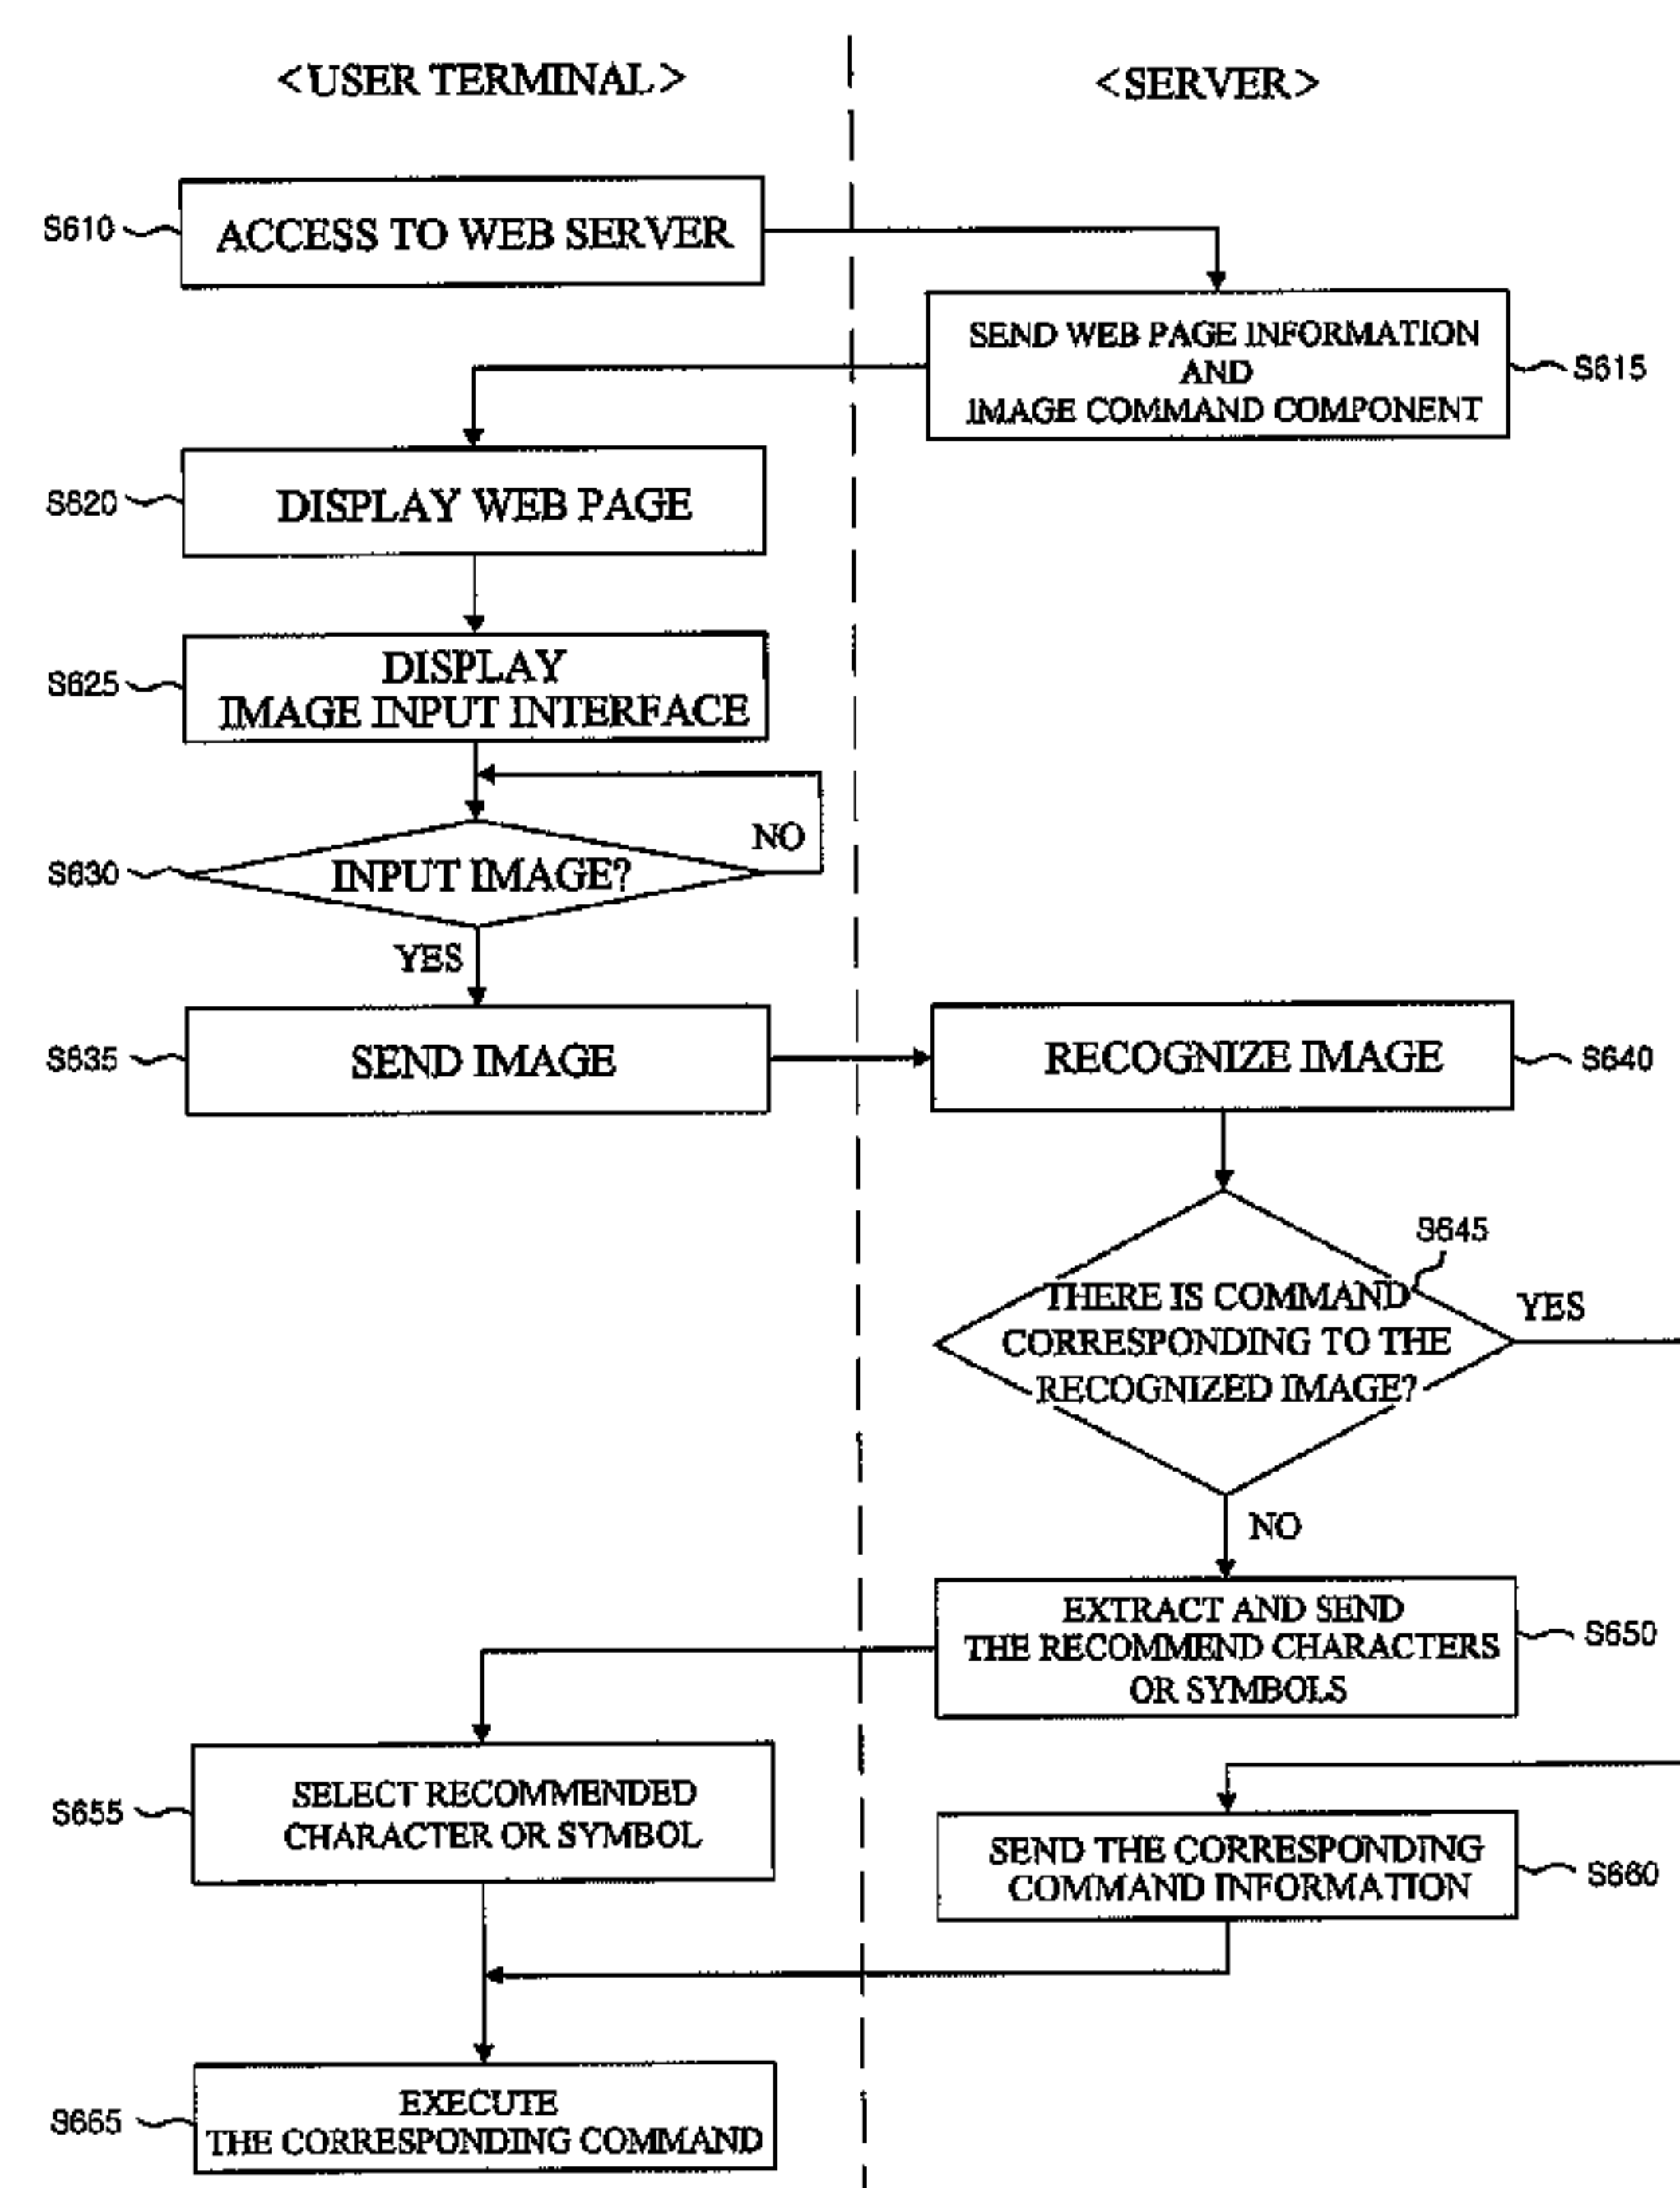 <USER TERMINAL>
<SERVER>
S610
ACCESS TO WEB SERVER
SEND WEB PAGE INFORMATION
AND
IMAGE COMMAND COMPONENT
S615
S620
DISPLAY WEB PAGE
S625
DISPLAY
IMAGE INPUT INTERFACE
NO
S630
INPUT IMAGE?
YES
S635
SEND IMAGE
RECOGNIZE IMAGE
S640
S645
THERE IS COMMAND
CORRESPONDING TO THE
RECOGNIZED IMAGE?
YES
NO
EXTRACT AND SEND
THE RECOMMEND CHARACTERS
OR SYMBOLS
S650
S655
SELECT RECOMMENDED
CHARACTER OR SYMBOL
SEND THE CORRESPONDING
COMMAND INFORMATION
S660
S665
EXECUTE
THE CORRESPONDING COMMAND